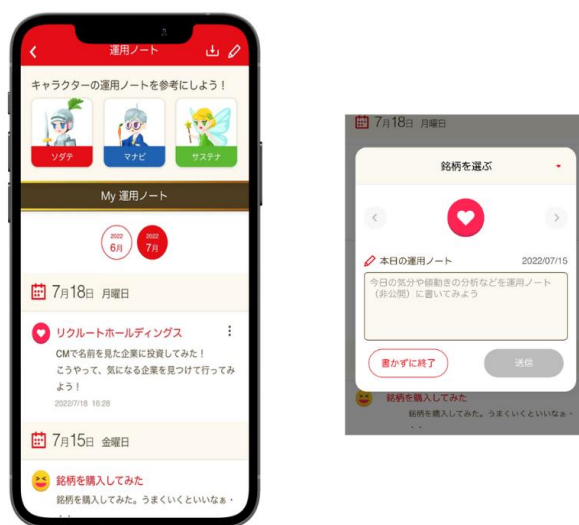 運用ノート
キャラクターの運用ノートを参考にしよう！
ソダテ
マナビ
サステナ
My 運用ノート
2022
6月
2022
7月
7月18日 月曜日
リクルートホールディングス
CMで名前を見た企業に投資してみた！
こうやって、気になる企業を見つけて行ってみ
よう！
2022/7/18 16:28
7月15日 金曜日
銘柄を購入してみた
銘柄を購入してみた。うまくいくといいなぁ・
・・
7月18日 月曜日
銘柄を選ぶ
本日の運用ノート
2022/07/15
今日の気分や値動きの分析などを運用ノート
（非公開）に書いてみよう
書かずに終了
送信
銘柄を購入してみた
銘柄を購入してみた。うまくいくといいなぁ・
・・